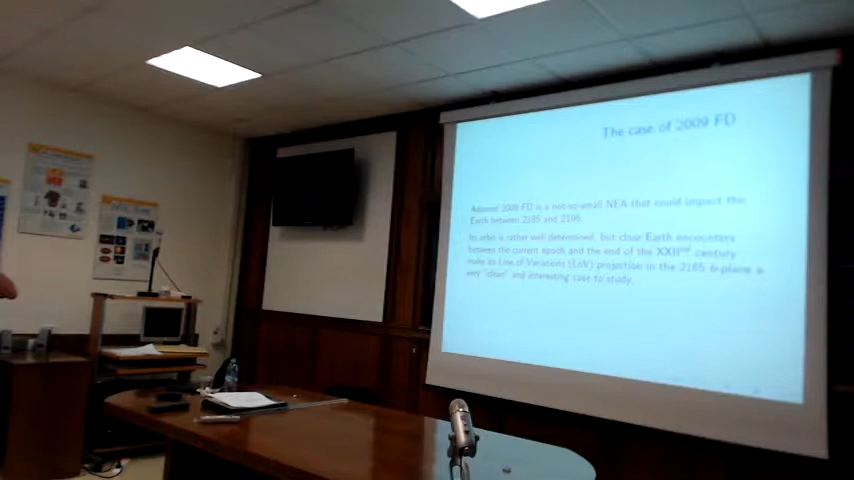 The case of 2009 FD
Asteroid 2009 FD is a not-so-small NEA that could impact the
Earth between 2185 and 2196.
Its orbit is rather well determined, but close Earth encounters
between the current epoch and the end of the XXIInd century
make its Line of Variations (LoV) projection in the 2185 b-plane a
very "clean" and interesting case to study.